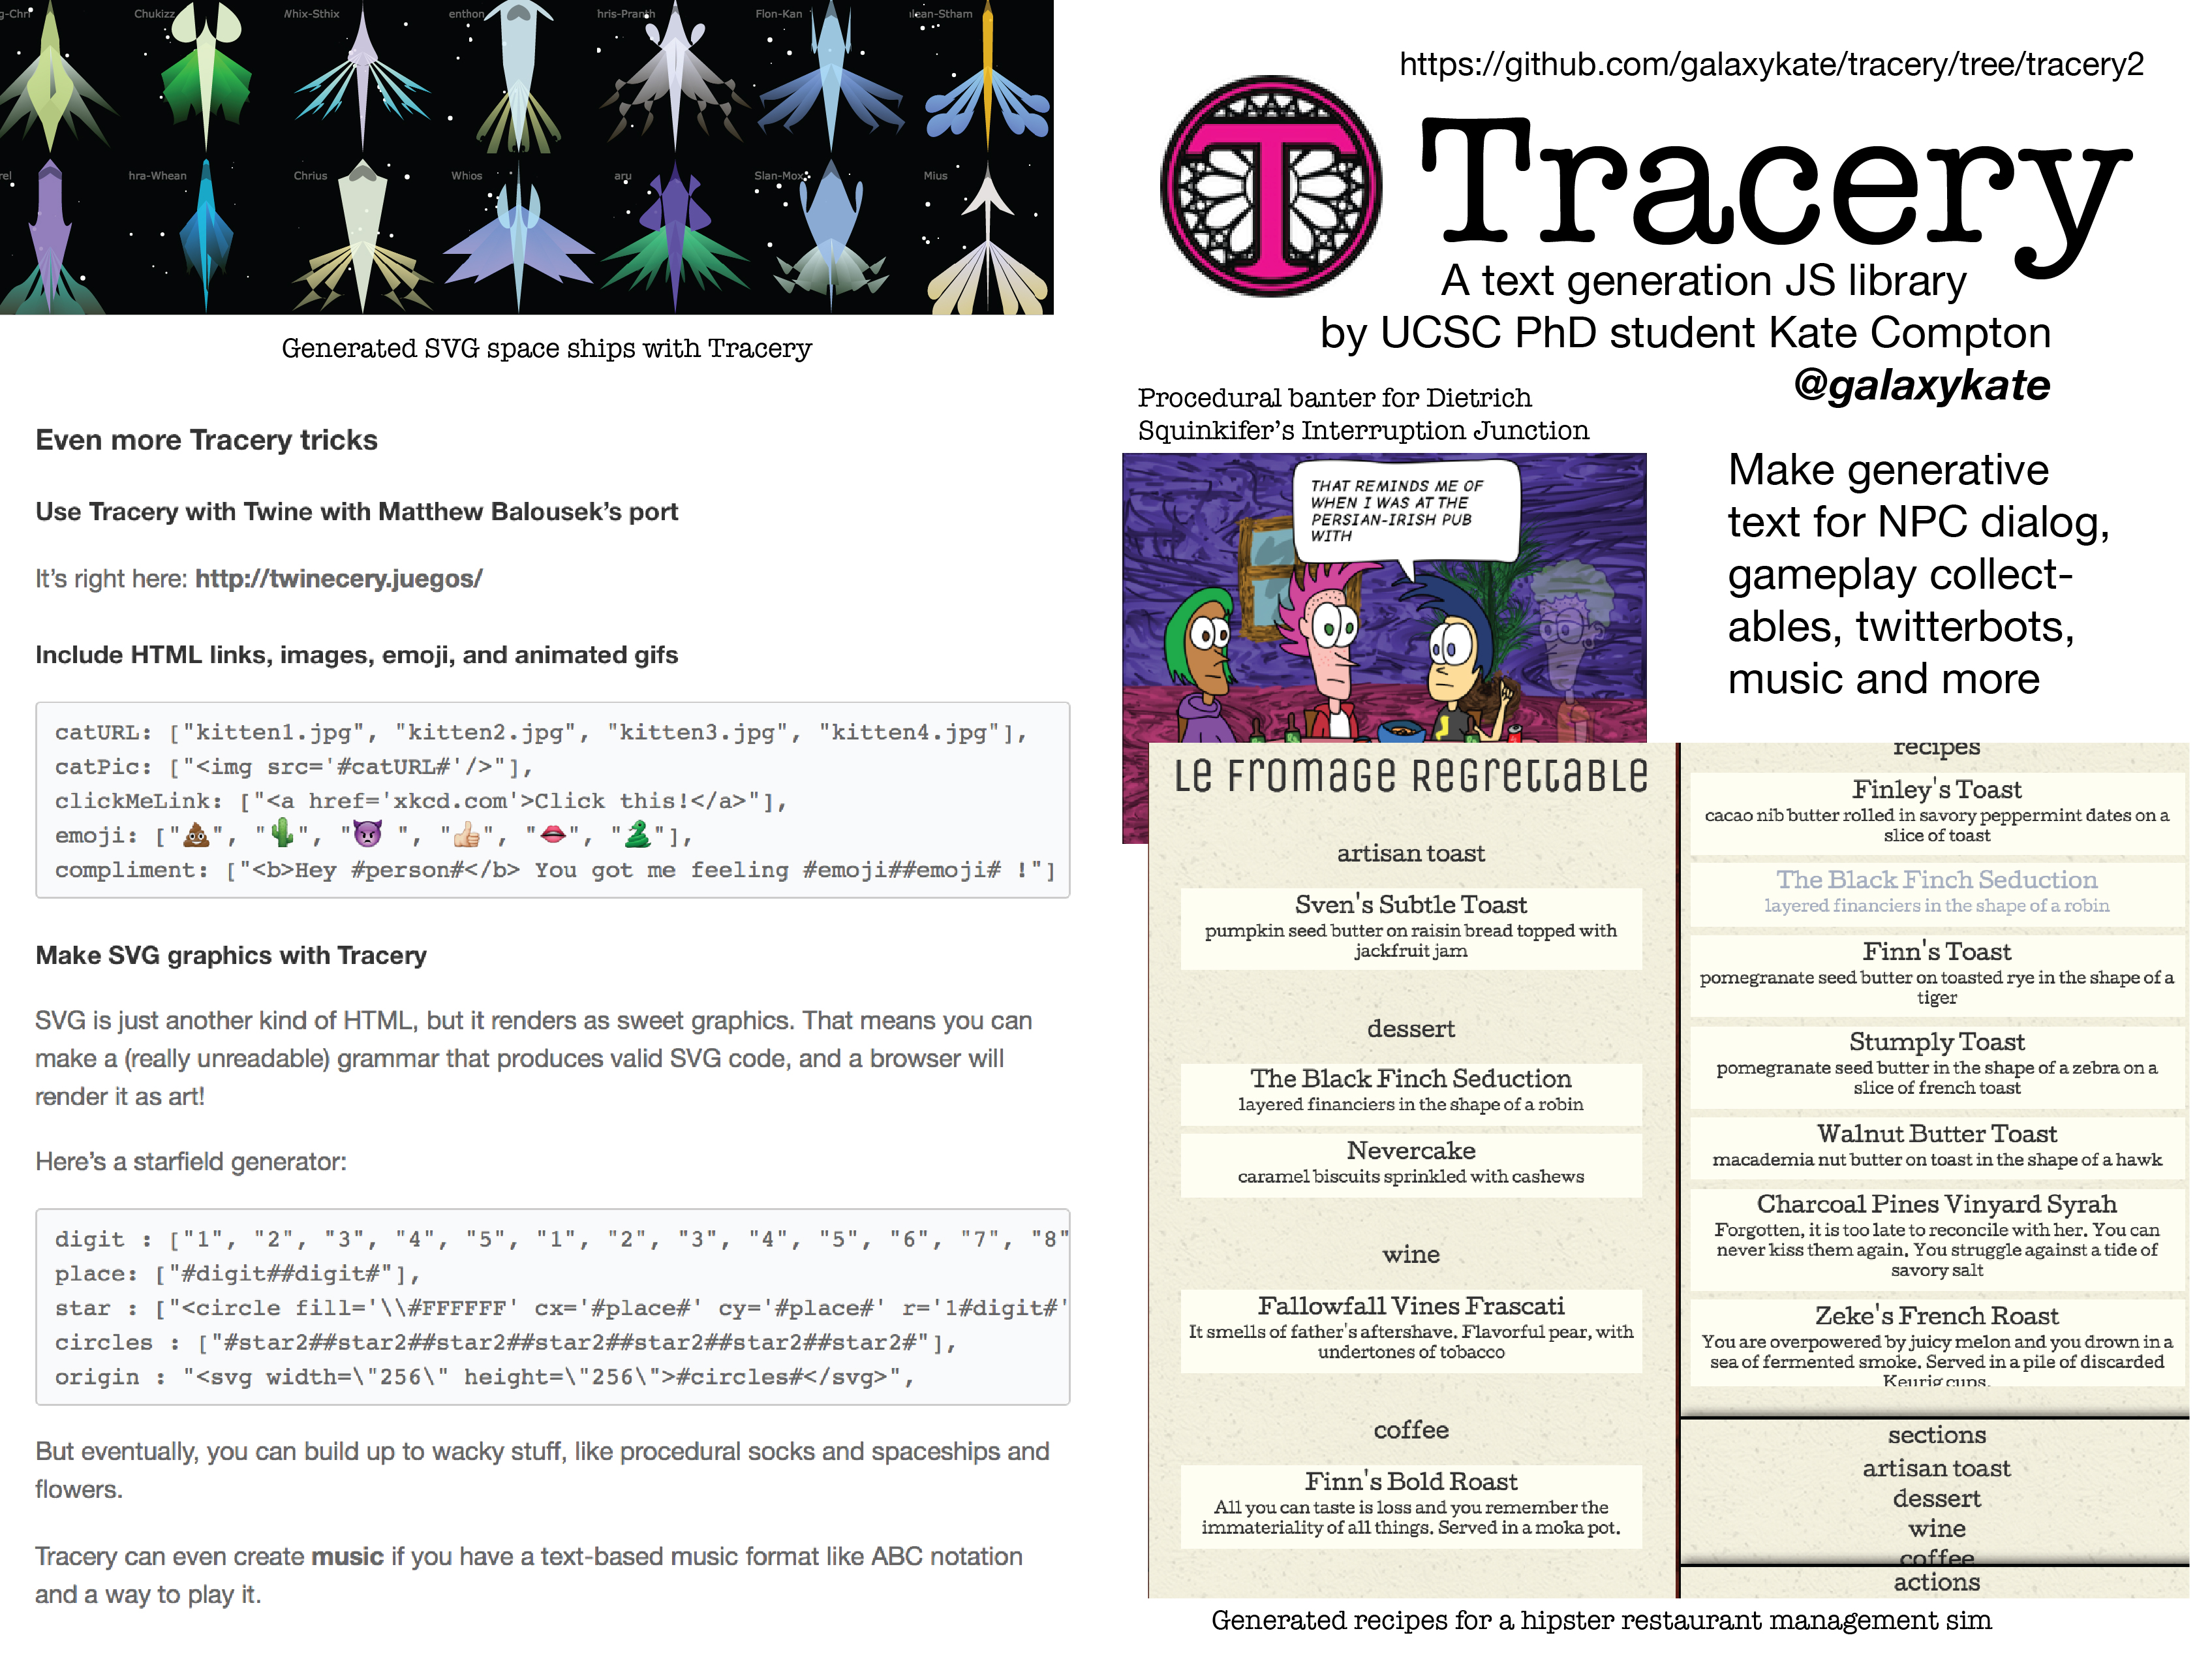 g-Chri Chukizz Whix-Sthix enthon hris-Pranth Flon-Kan ilean-Stham
rel hra-Whean Chrius Whios aru Slan-Mox Mius
Generated SVG space ships with Tracery
Even more Tracery tricks
Use Tracery with Twine with Matthew Balousek’s port
It’s right here: http://twinecery.juegos/
Include HTML links, images, emoji, and animated gifs
catURL: ["kitten1.jpg", "kitten2.jpg", "kitten3.jpg", "kitten4.jpg"],
catPic: ["<img src='#catURL#'/>"],
clickMeLink: ["<a href='xkcd.com'>Click this!</a>"],
emoji: ["💩", "🌵", "👿 ", "👍🏻", "👄", "🐍"],
compliment: ["<b>Hey #person#</b> You got me feeling #emoji##emoji# !"]
Make SVG graphics with Tracery
SVG is just another kind of HTML, but it renders as sweet graphics. That means you can
make a (really unreadable) grammar that produces valid SVG code, and a browser will
render it as art!
Here’s a starfield generator:
digit : ["1", "2", "3", "4", "5", "1", "2", "3", "4", "5", "6", "7", "8"
place: ["#digit##digit#"],
star : ["<circle fill='\\#FFFFFF' cx='#place#' cy='#place#' r='1#digit#'
circles : ["#star2##star2##star2##star2##star2##star2##star2#"],
origin : "<svg width=\"256\" height=\"256\">#circles#</svg>",
But eventually, you can build up to wacky stuff, like procedural socks and spaceships and
flowers.
Tracery can even create music if you have a text-based music format like ABC notation
and a way to play it.
https://github.com/galaxykate/tracery/tree/tracery2
T
Tracery
A text generation JS library
by UCSC PhD student Kate Compton
@galaxykate
Procedural banter for Dietrich
Squinkifer’s Interruption Junction
THAT REMINDS ME OF
WHEN I WAS AT THE
PERSIAN-IRISH PUB
WITH
Make generative
text for NPC dialog,
gameplay collect-
ables, twitterbots,
music and more
Le Fromage Regrettable
artisan toast
Sven's Subtle Toast
pumpkin seed butter on raisin bread topped with
jackfruit jam
dessert
The Black Finch Seduction
layered financiers in the shape of a robin
Nevercake
caramel biscuits sprinkled with cashews
wine
Fallowfall Vines Frascati
It smells of father's aftershave. Flavorful pear, with
undertones of tobacco
coffee
Finn's Bold Roast
All you can taste is loss and you remember the
immateriality of all things. Served in a moka pot.
recipes
Finley's Toast
cacao nib butter rolled in savory peppermint dates on a
slice of toast
The Black Finch Seduction
layered financiers in the shape of a robin
Finn's Toast
pomegranate seed butter on toasted rye in the shape of a
tiger
Stumply Toast
pomegranate seed butter in the shape of a zebra on a
slice of french toast
Walnut Butter Toast
macademia nut butter on toast in the shape of a hawk
Charcoal Pines Vinyard Syrah
Forgotten, it is too late to reconcile with her. You can
never kiss them again. You struggle against a tide of
savory salt
Zeke's French Roast
You are overpowered by juicy melon and you drown in a
sea of fermented smoke. Served in a pile of discarded
Keurig cups.
sections
artisan toast
dessert
wine
coffee
actions
Generated recipes for a hipster restaurant management sim